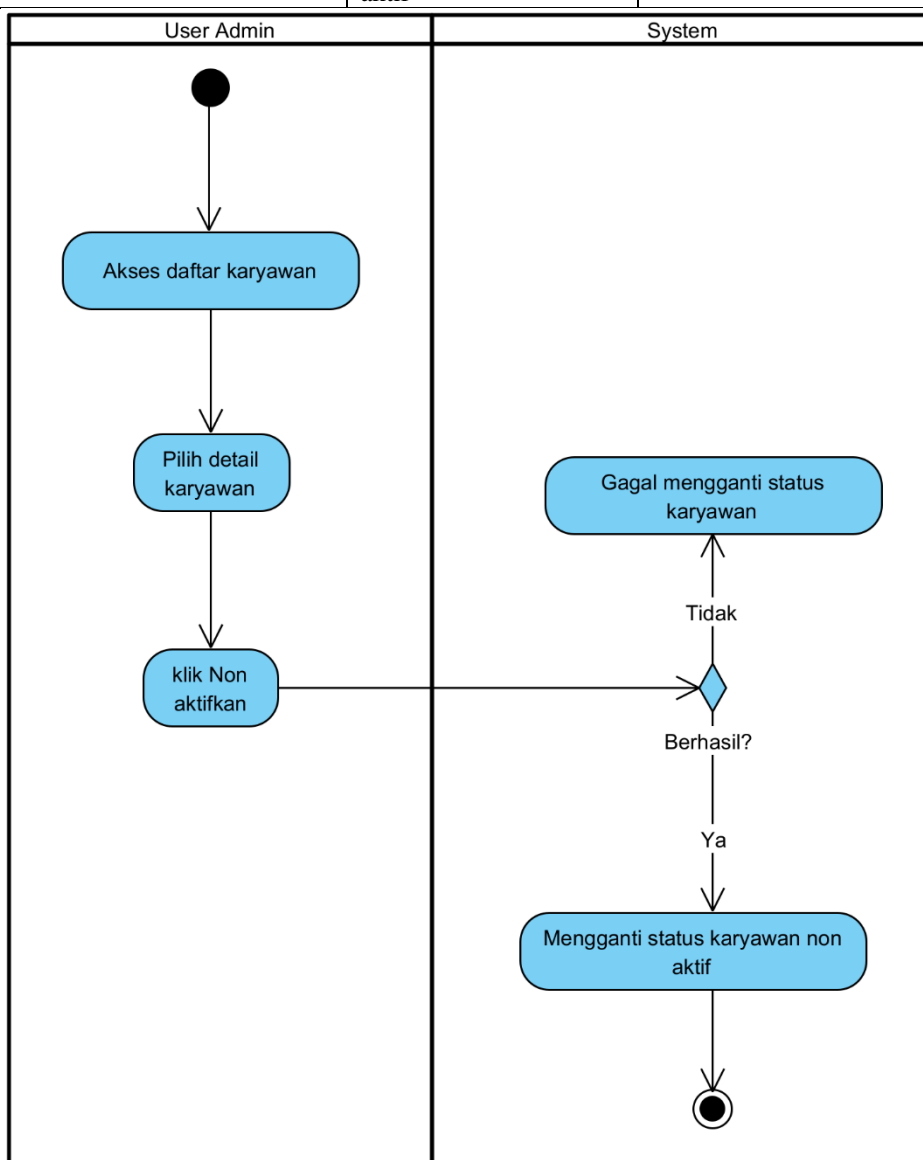 User Admin
System
Akses daftar karyawan
Pilih detail
karyawan
klik Non
aktifkan
Gagal mengganti status
karyawan
Tidak
Berhasil?
Ya
Mengganti status karyawan non
aktif